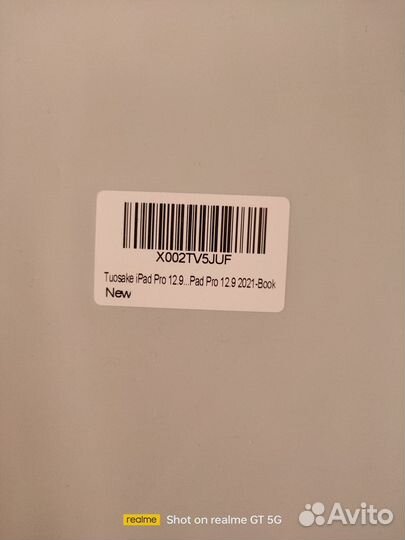 X002TV5JUF
Tuosake iPad Pro 12.9...Pad Pro 12.9 2021-Book
New
realme Shot on realme GT 5G
Avito